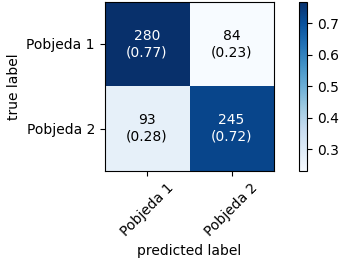 true label
Pobjeda 1
280
(0.77)
84
(0.23)
Pobjeda 2
93
(0.28)
245
(0.72)
Pobjeda 1
Pobjeda 2
predicted label
0.7
0.6
0.5
0.4
0.3